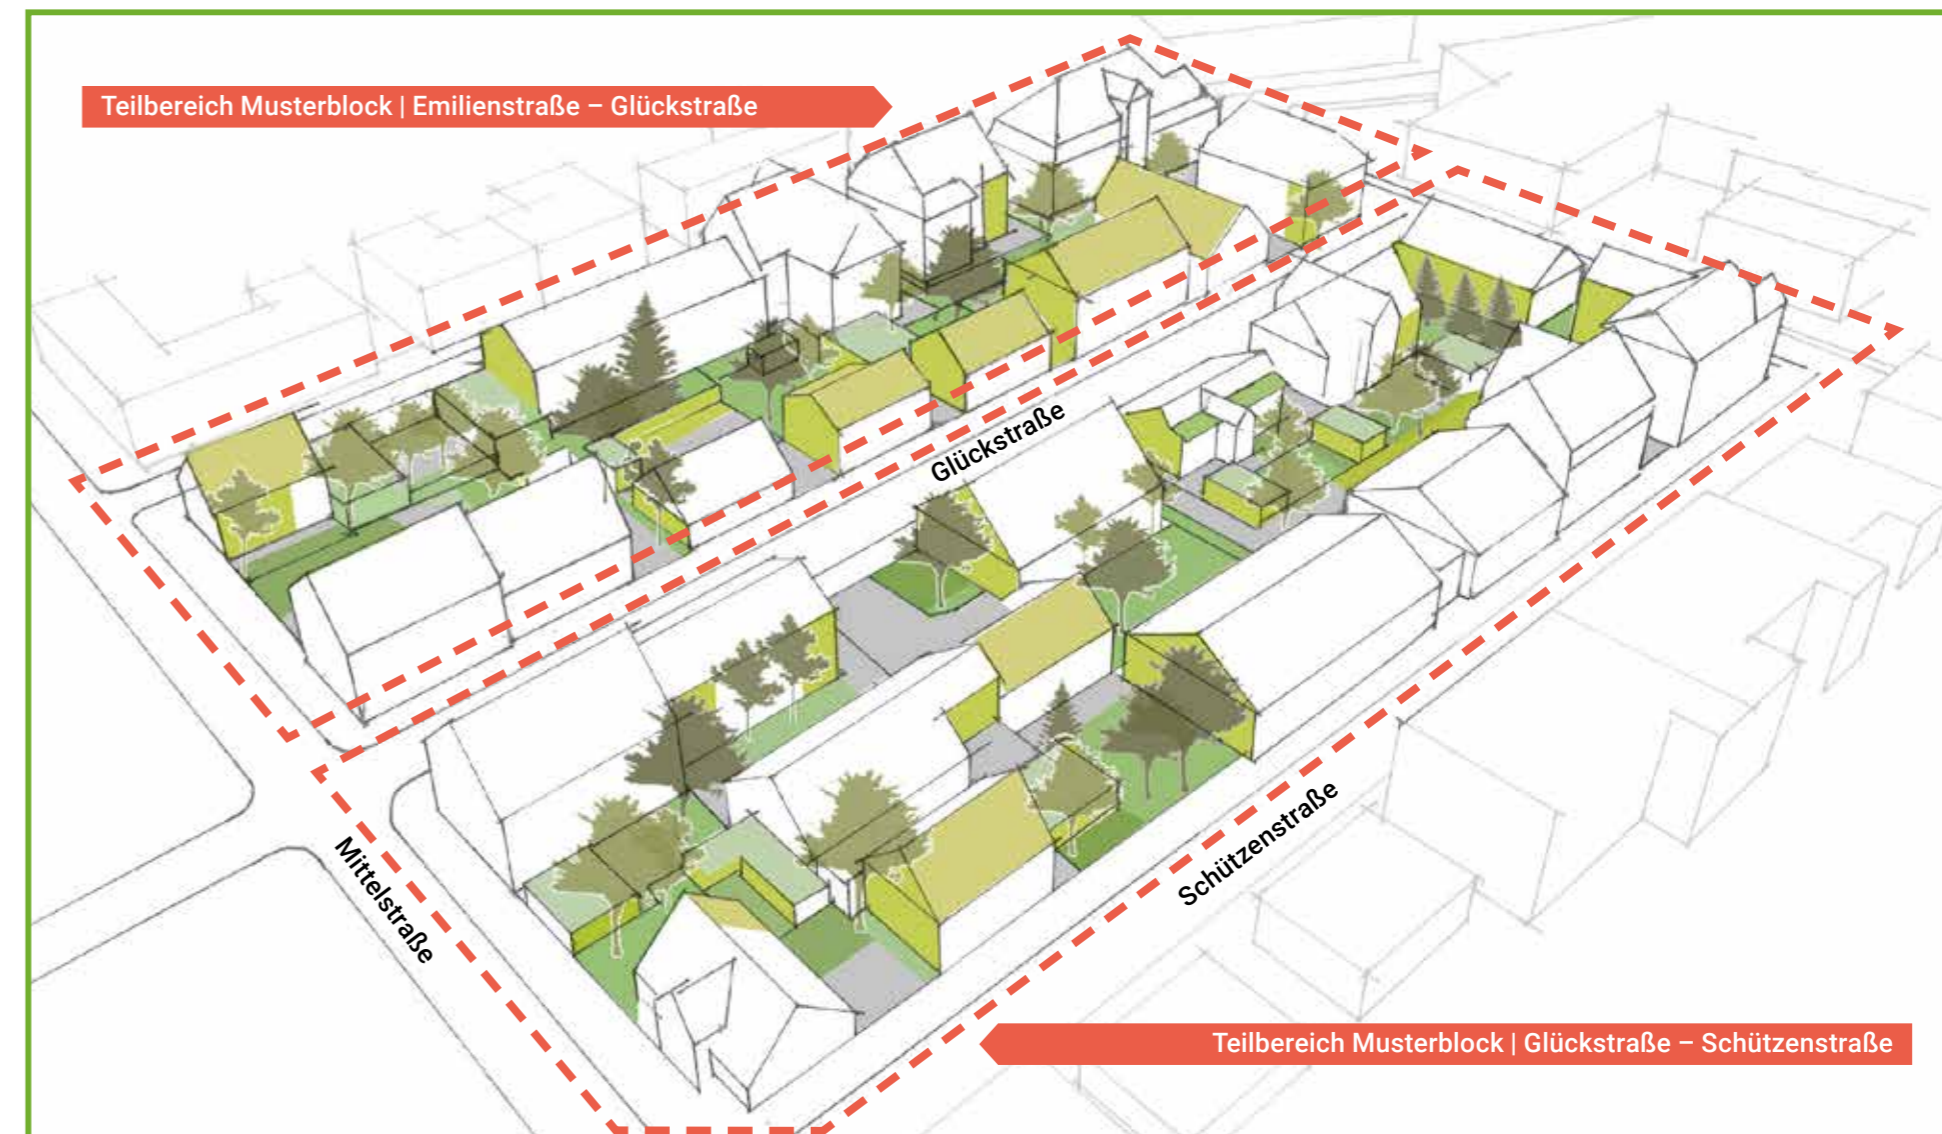 Teilbereich Musterblock | Emilienstraße – Glückstraße
Glückstraße
Mittelstraße
Schützenstraße
Teilbereich Musterblock | Glückstraße – Schützenstraße